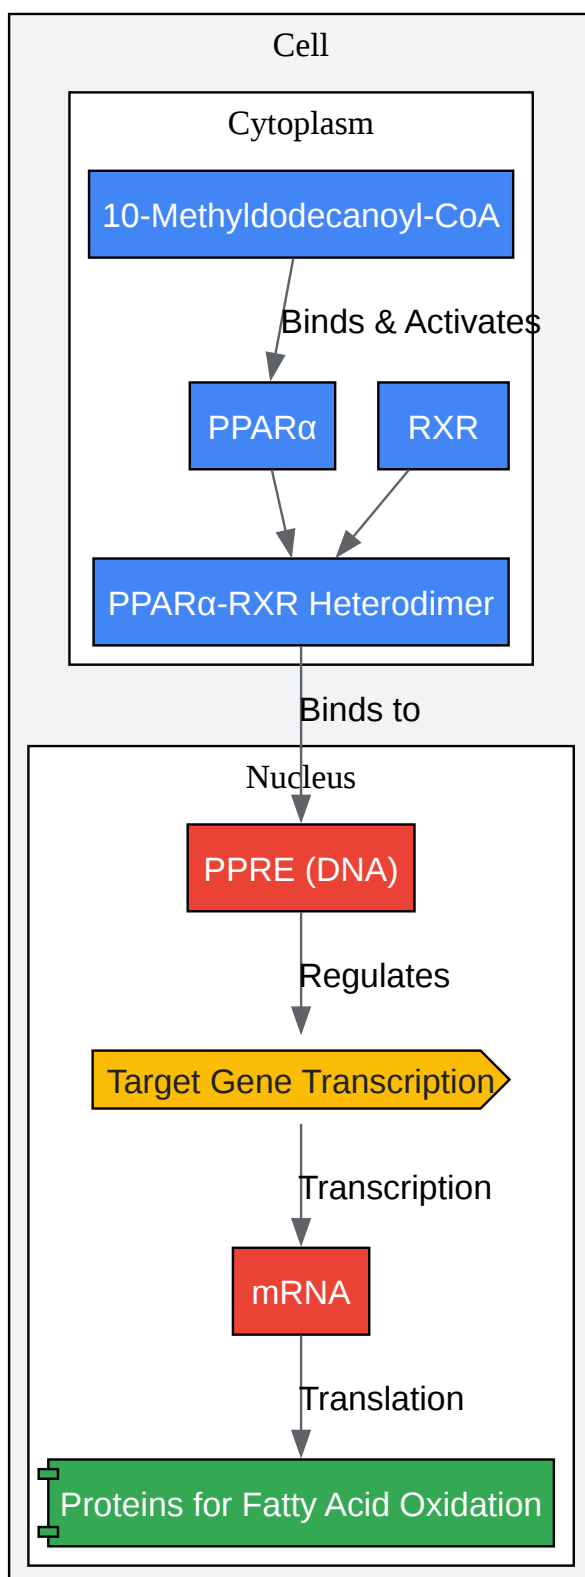 Cell
Cytoplasm
10-Methyldodecanoyl-CoA
Binds & Activates
PPARα
RXR
PPARα-RXR Heterodimer
Binds to
Nucleus
PPRE (DNA)
Regulates
Target Gene Transcription
Transcription
mRNA
Translation
Proteins for Fatty Acid Oxidation